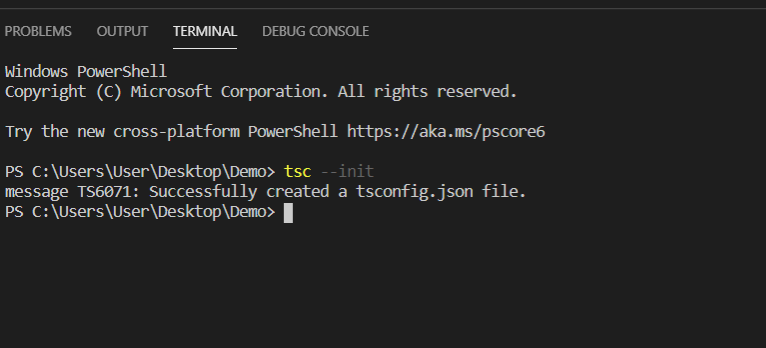 PROBLEMS OUTPUT TERMINAL DEBUG CONSOLE
Windows PowerShell
Copyright (C) Microsoft Corporation. All rights reserved.
Try the new cross-platform PowerShell https://aka.ms/pscore6
PS C:\Users\User\Desktop\Demo> tsc --init
message TS6071: Successfully created a tsconfig.json file.
PS C:\Users\User\Desktop\Demo>